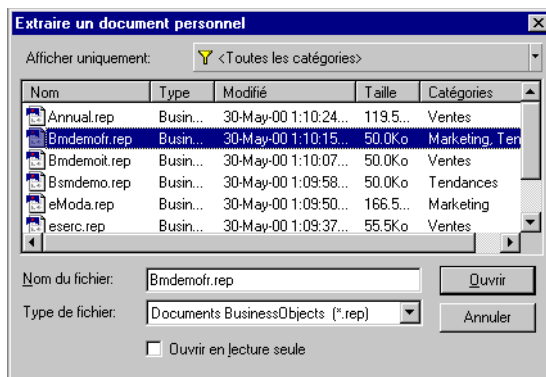 Extraire un document personnel
Afficher uniquement: <Toutes les catégories>
Nom Type Modifié Taille Catégories
Annual.rep Busin... 30-May-00 1:10:24... 119.5... Ventes
Bmdemofr.rep Busin... 30-May-00 1:10:15... 50.0Ko Marketing, Ten
Bmdemoit.rep Busin... 30-May-00 1:10:07... 50.0Ko Ventes
Bsmdemo.rep Busin... 30-May-00 1:09:58... 50.0Ko Tendances
eModa.rep Busin... 30-May-00 1:09:50... 166.5... Marketing
eserc.rep Busin... 30-May-00 1:09:37... 55.5Ko Ventes
Nom du fichier: Bmdemofr.rep Ouvrir
Type de fichier: Documents BusinessObjects (*.rep) Annuler
Ouvrir en lecture seule